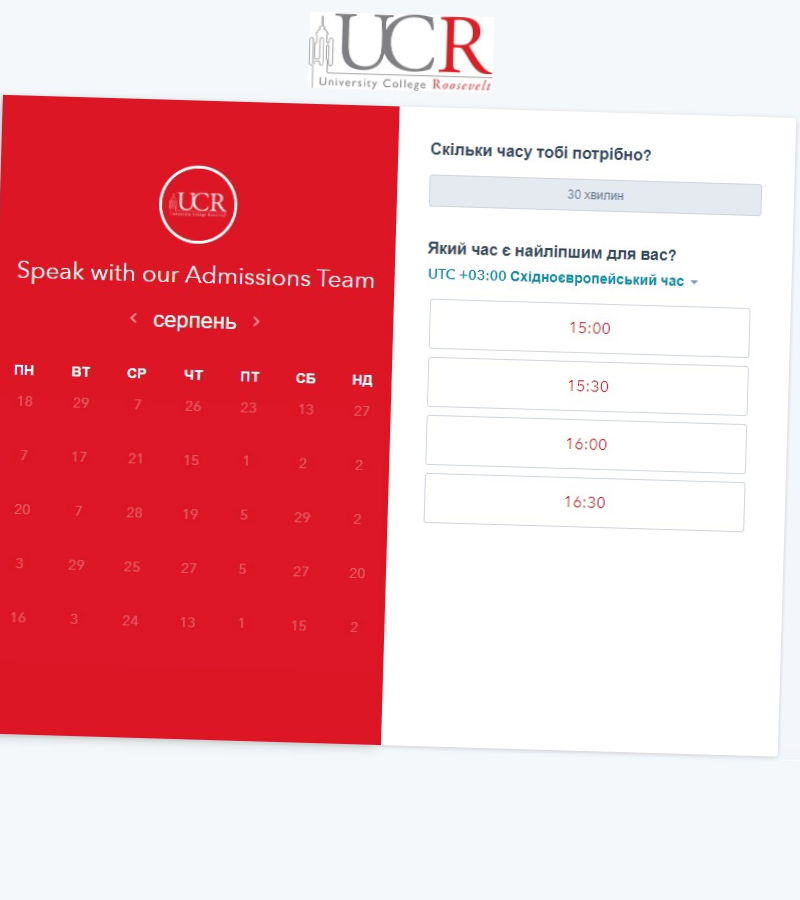 UCR
University College Roosevelt
UCR
University College Roosevelt
Speak with our Admissions Team
серпень
ПН ВТ СР ЧТ ПТ СБ НД
18 29 7 26 23 13 27
7 17 21 15 1 2 2
20 7 28 19 5 29 2
3 29 25 27 5 27 20
16 3 24 13 1 15 2
Скільки часу тобі потрібно?
30 хвилин
Який час є найліпшим для вас?
UTC +03:00 Східноєвропейський час
15:00
15:30
16:00
16:30